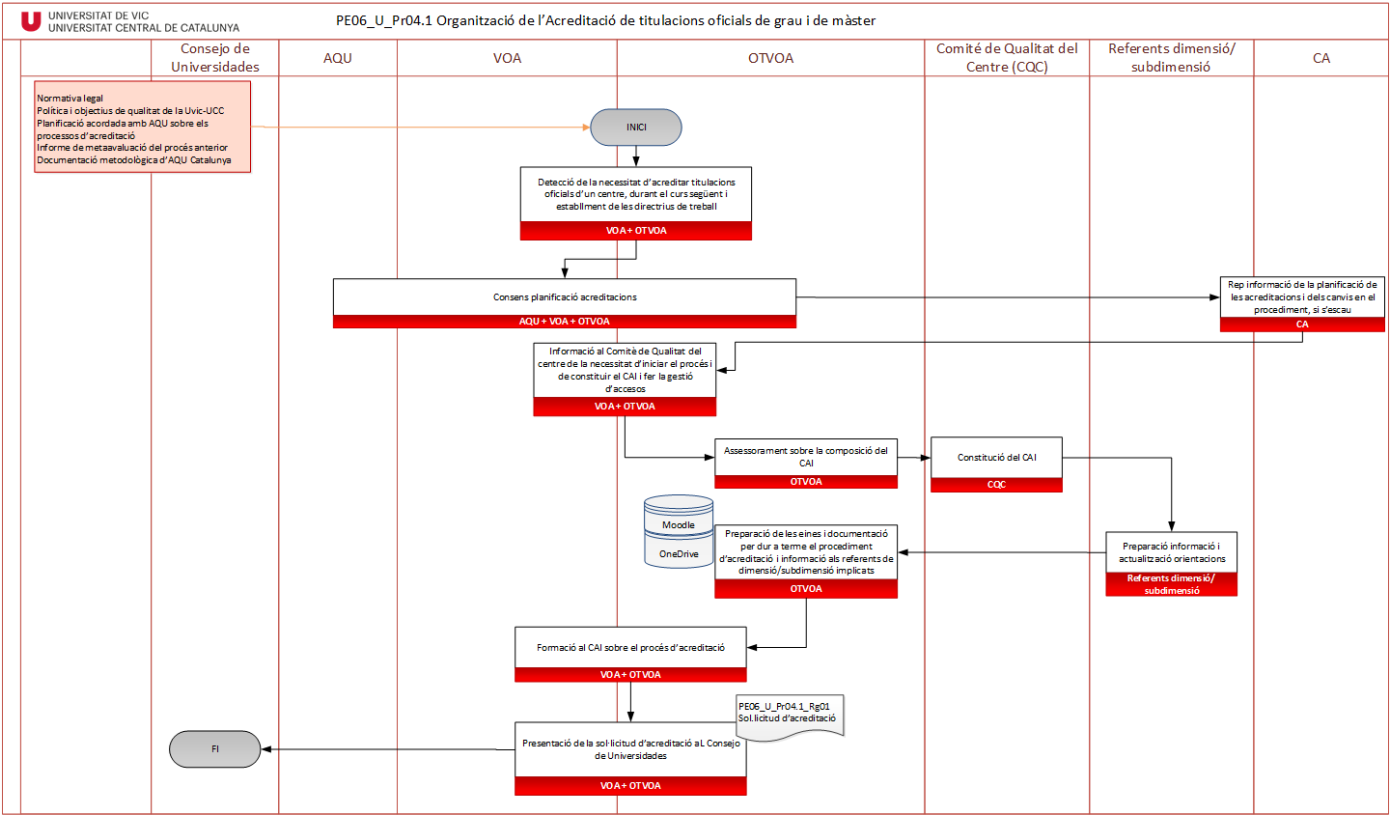 UNIVERSITAT DE VIC
UNIVERSITAT CENTRAL DE CATALUNYA
PE06_U_Pr04.1 Organització de l'Acreditació de titulacions oficials de grau i de màster
Consejo de
Universidades
AQU
VOA
OTVOA
Comité de Qualitat del
Centre (CQC)
Referents dimensió/
subdimensió
CA
Normativa legal
Política i objectius de qualitat de la Uvic-UCC
Planificació acordada amb AQU sobre els
processos d'acreditació
Informe de metaavaluació del procés anterior
Documentació metodològica d'AQU Catalunya
INICI
Detecció de la necessitat d'acreditar titulacions
oficials d'un centre, durant el curs següent i
establiment de les directrius de treball
VOA + OTVOA
Consens planificació acreditacions
AQU + VOA + OTVOA
Rep informació de la planificació de
les acreditacions i dels canvis en el
procediment, si s'escau
CA
Informació al Comitè de Qualitat del
centre de la necessitat d'iniciar el procés i
de constituir el CAI i fer la gestió
d'accesos
VOA + OTVOA
Assessorament sobre la composició del
CAI
OTVOA
Constitució del CAI
CQC
Moodle
OneDrive
Preparació de les eines i documentació
per dur a terme el procediment
d'acreditació i informació als referents de
dimensió/subdimensió implicats
OTVOA
Preparació informació i
actualització orientacions
Referents dimensió/
subdimensió
Formació al CAI sobre el procés d'acreditació
VOA + OTVOA
PE06_U_Pr04.1_Rg01
Sol.licitud d'acreditació
Presentació de la sol·licitud d'acreditació aL Consejo
de Universidades
VOA + OTVOA
FI